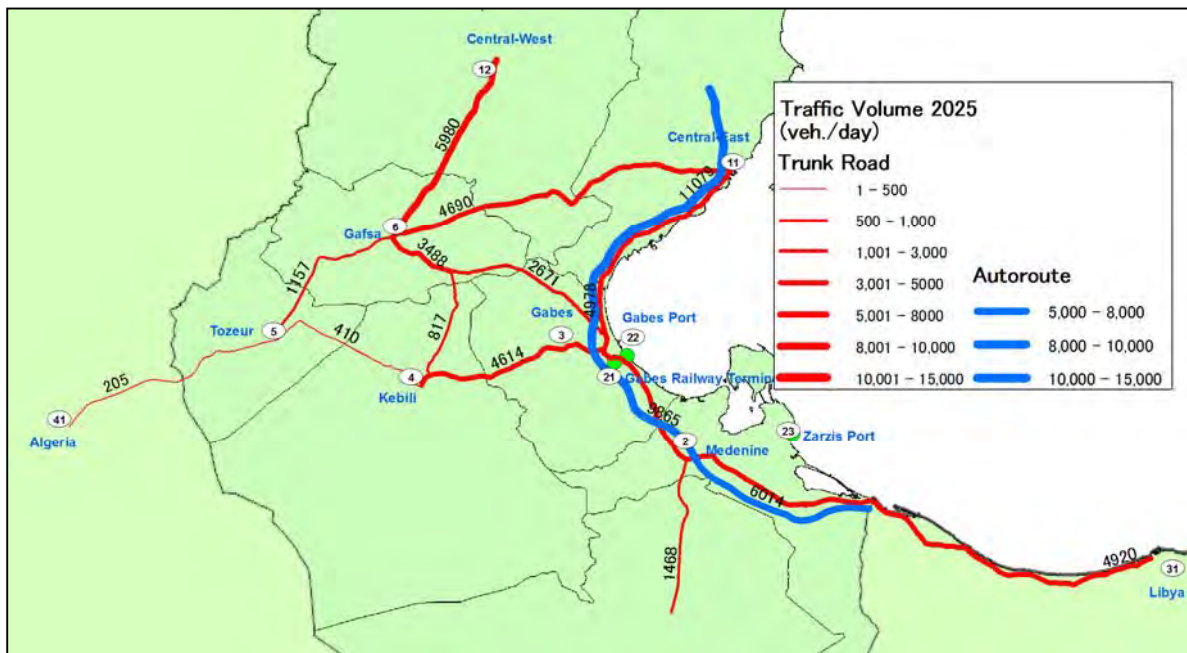 Central-West
12
5980
Central-East
11
11079
4690
6
Gafsa
3488
2671
1157
4978
Gabes
Gabes Port
22
Tozeur
5
410
817
3
4614
21
Gabes Railway Termin
4
Kebili
205
41
Algeria
9865
2
Medenine
23
Zarzis Port
6014
1468
4920
31
Libya
Traffic Volume 2025
(veh./day)
Trunk Road
1 - 500
500 - 1,000
1,001 - 3,000
3,001 - 5000
5,001 - 8000
8,001 - 10,000
10,001 - 15,000
Autoroute
5,000 - 8,000
8,000 - 10,000
10,000 - 15,000